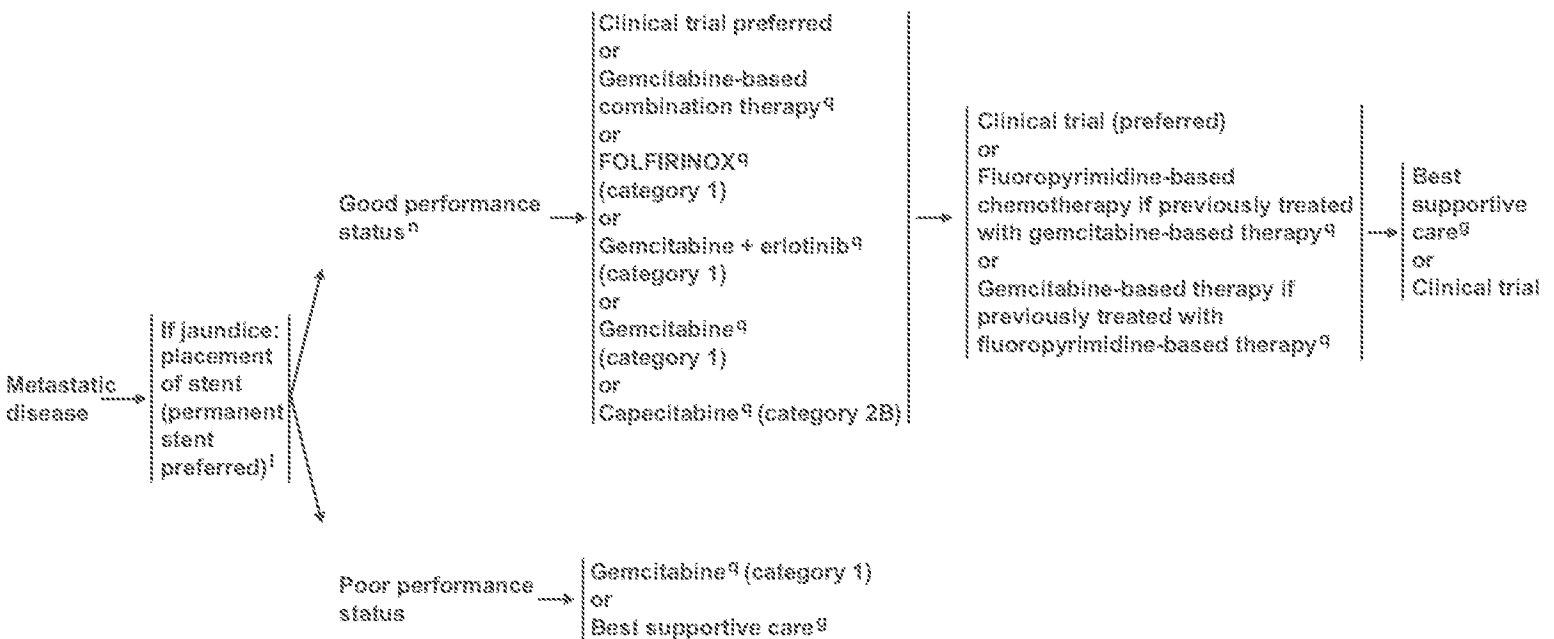 Metastatic
disease
If jaundice:
placement
of stent
(permanent
stent
preferred)ⁱ
Good performance
statusⁿ
Clinical trial preferred
or
Gemcitabine-based
combination therapy^q
or
FOLFIRINOX^q
(category 1)
or
Gemcitabine + erlotinib^q
(category 1)
or
Gemcitabine^q
(category 1)
or
Capecitabine^q (category 2B)
Clinical trial (preferred)
or
Fluoropyrimidine-based
chemotherapy if previously treated
with gemcitabine-based therapy^q
or
Gemcitabine-based therapy if
previously treated with
fluoropyrimidine-based therapy^q
Best
supportive
care^g
or
Clinical trial
Poor performance
status
Gemcitabine^q (category 1)
or
Best supportive care^g